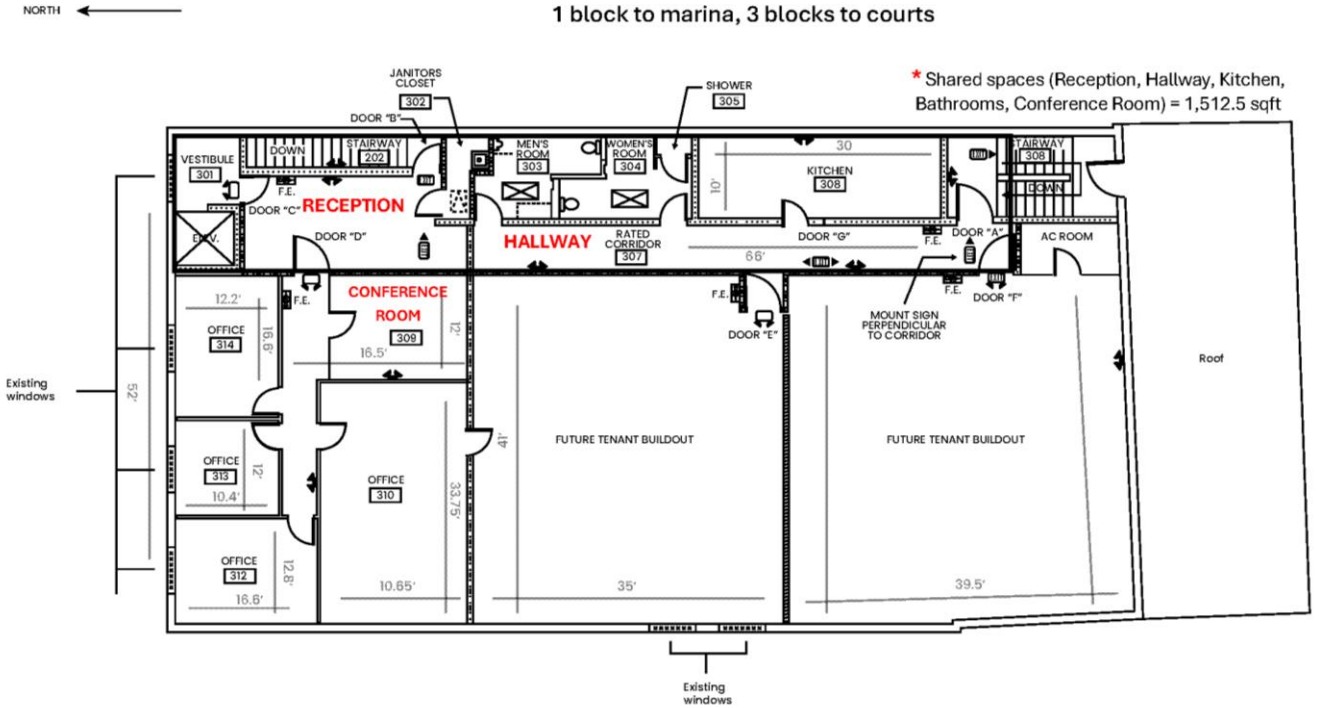 NORTH
1 block to marina, 3 blocks to courts
* Shared spaces (Reception, Hallway, Kitchen,
Bathrooms, Conference Room) = 1,512.5 sqft
JANITORS
CLOSET
302
SHOWER
305
DOOR "B"
VESTIBULE
301
DOWN
STAIRWAY
202
MEN'S
ROOM
303
WOMEN'S
ROOM
304
30
KITCHEN
308
10'
STAIRWAY
308
DOWN
F.E.
DOOR "C"
RECEPTION
ELEV.
DOOR "D"
HALLWAY
RATED
CORRIDOR
307
DOOR "G"
66'
F.E.
DOOR "A"
AC ROOM
F.E.
CONFERENCE
ROOM
309
12'
16.5'
12.2'
OFFICE
314
16.6'
F.E.
DOOR "E"
F.E.
DOOR "F"
MOUNT SIGN
PERPENDICULAR
TO CORRIDOR
Roof
Existing
windows
52'
OFFICE
313
12'
10.4'
OFFICE
310
33.75'
10.65'
41'
FUTURE TENANT BUILDOUT
35'
FUTURE TENANT BUILDOUT
39.5'
OFFICE
312
12.8'
16.6'
Existing
windows